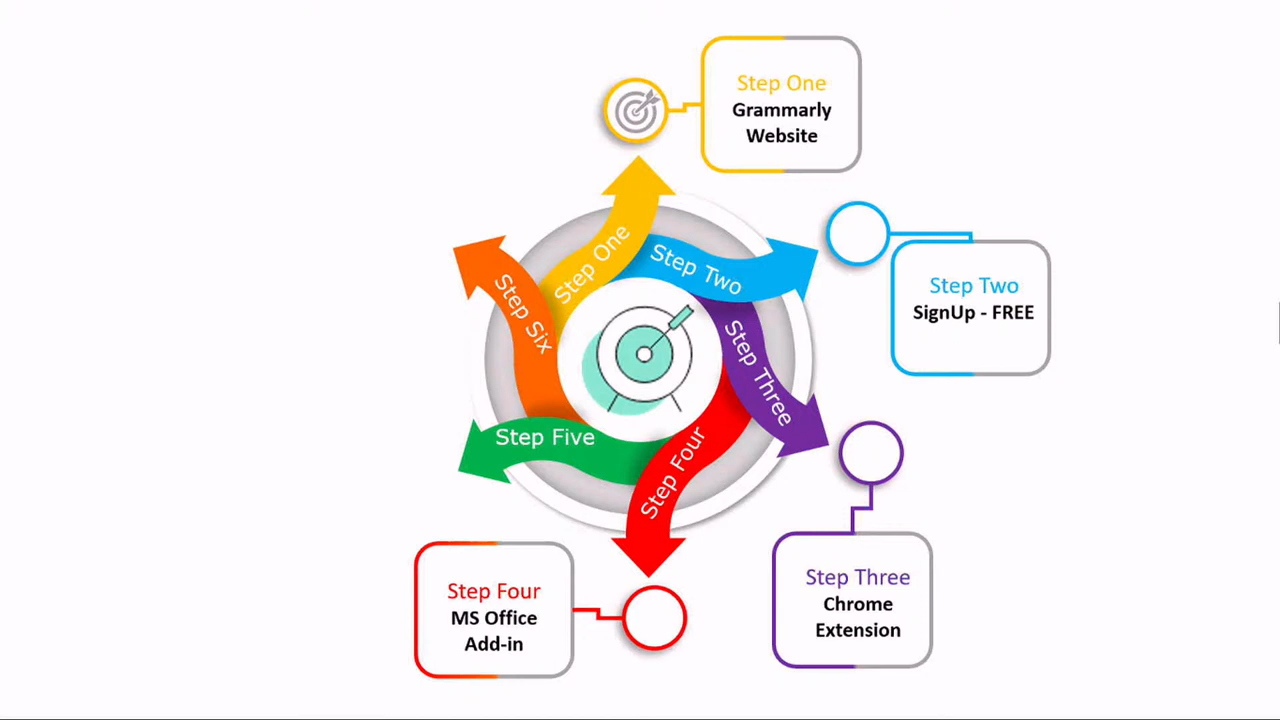 Step One
Grammarly
Website
Step Two
SignUp - FREE
Step Three
Chrome
Extension
Step Four
MS Office
Add-in
Step One
Step Two
Step Three
Step Four
Step Five
Step Six